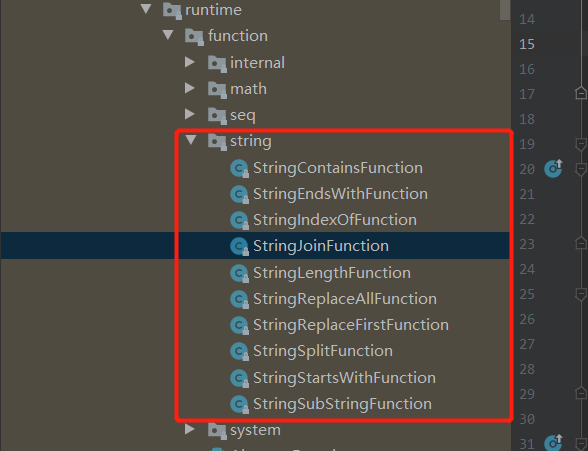 runtime
function
internal
math
seq
string
StringContainsFunction
StringEndsWithFunction
StringIndexOfFunction
StringJoinFunction
StringLengthFunction
StringReplaceAllFunction
StringReplaceFirstFunction
StringSplitFunction
StringStartsWithFunction
StringSubStringFunction
system
14
15
16
17
18
19
20
21
22
23
24
25
26
27
28
29
30
31